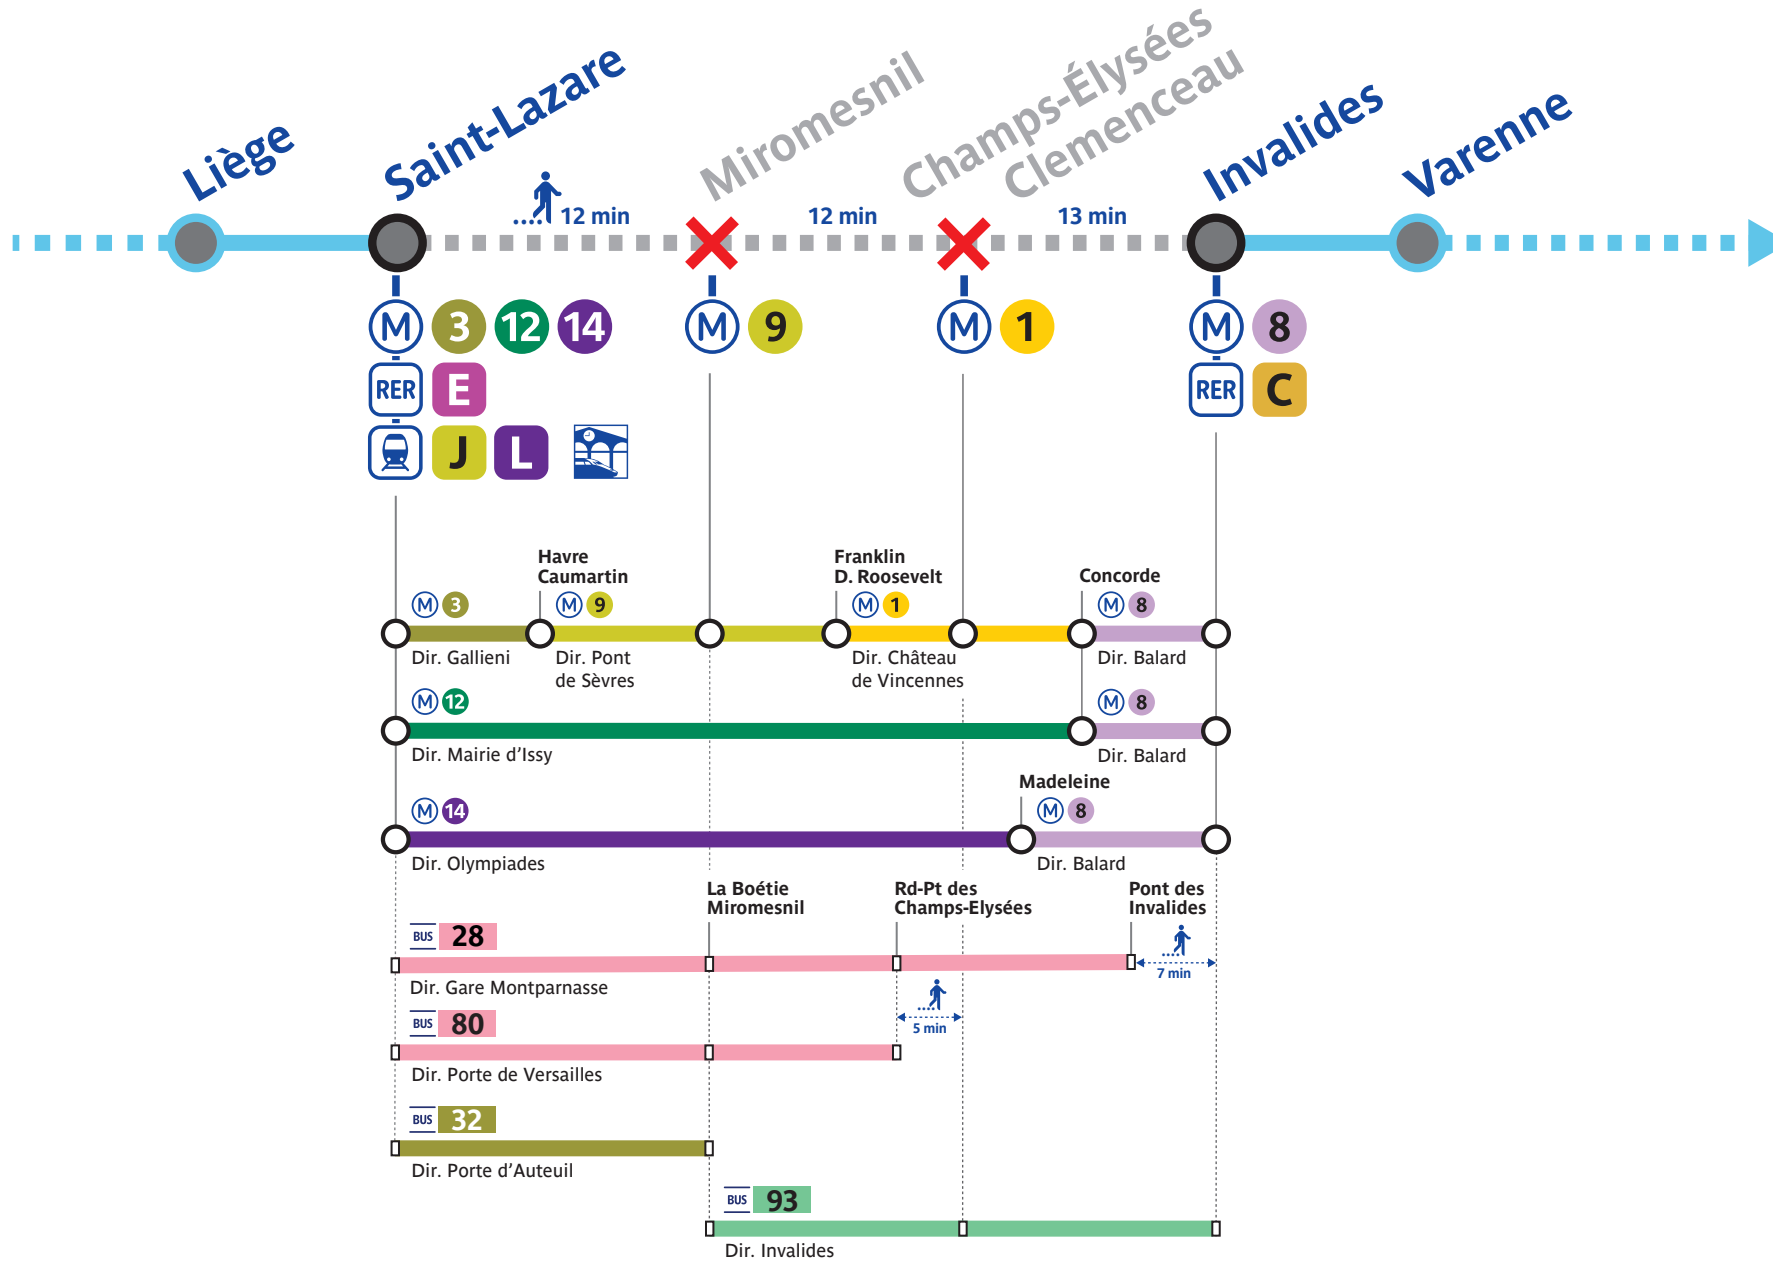 Liège
Saint-Lazare
Miromesnil
Champs-Élysées
Clemenceau
Invalides
Varenne
12 min
12 min
13 min
M 3 12 14
M 9
M 1
M 8
RER E
RER C
J L
Havre
Caumartin
Franklin
D. Roosevelt
Concorde
M 3
M 9
M 1
M 8
Dir. Gallieni
Dir. Pont
de Sèvres
Dir. Château
de Vincennes
Dir. Balard
M 12
M 8
Dir. Mairie d'Issy
Dir. Balard
Madeleine
M 14
M 8
Dir. Olympiades
Dir. Balard
La Boétie
Miromesnil
Rd-Pt des
Champs-Elysées
Pont des
Invalides
BUS 28
7 min
Dir. Gare Montparnasse
BUS 80
5 min
Dir. Porte de Versailles
BUS 32
Dir. Porte d'Auteuil
BUS 93
Dir. Invalides